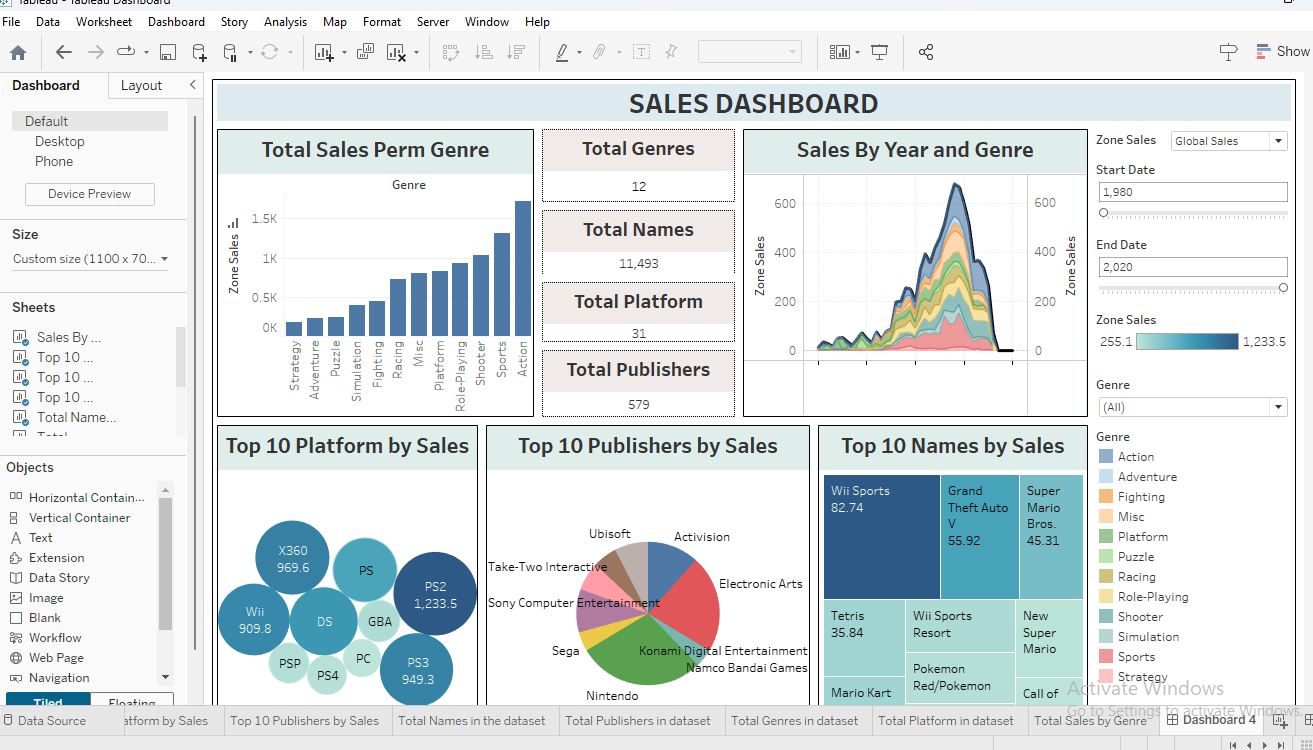 Tableau - Tableau Dashboard
File Data Worksheet Dashboard Story Analysis Map Format Server Window Help
Show
Dashboard Layout
Default
Desktop
Phone
Device Preview
Size
Custom size (1100 x 70...
Sheets
Sales By ...
Top 10 ...
Top 10 ...
Top 10 ...
Total Name...
Objects
Horizontal Contain...
Vertical Container
Text
Extension
Data Story
Image
Blank
Workflow
Web Page
Navigation
Tiled Floating
SALES DASHBOARD
Total Sales Perm Genre
Genre
Zone Sales
1.5K
1K
0.5K
0K
Strategy
Adventure
Puzzle
Simulation
Fighting
Racing
Misc
Platform
Role-Playing
Shooter
Sports
Action
Total Genres
12
Total Names
11,493
Total Platform
31
Total Publishers
579
Sales By Year and Genre
Zone Sales
600
400
200
0
600
400
200
0
Zone Sales
Zone Sales Global Sales
Start Date
1,980
End Date
2,020
Zone Sales
255.1 1,233.5
Genre
(All)
Genre
Action
Adventure
Fighting
Misc
Platform
Puzzle
Racing
Role-Playing
Shooter
Simulation
Sports
Strategy
Top 10 Platform by Sales
X360
969.6
PS
PS2
1,233.5
Wii
909.8
DS
GBA
PSP
PS4
PC
PS3
949.3
Top 10 Publishers by Sales
Ubisoft
Activision
Take-Two Interactive
Electronic Arts
Sony Computer Entertainment
Sega
Konami Digital Entertainment
Namco Bandai Games
Nintendo
Top 10 Names by Sales
Wii Sports
82.74
Grand
Theft Auto
V
55.92
Super
Mario
Bros.
45.31
Tetris
35.84
Wii Sports
Resort
New
Super
Mario
Pokemon
Red/Pokemon
Mario Kart
Call of
Activate Windows
Go to Settings to activate Windows.
Data Source atform by Sales Top 10 Publishers by Sales Total Names in the dataset Total Publishers in dataset Total Genres in dataset Total Platform in dataset Total Sales by Genre Dashboard 4